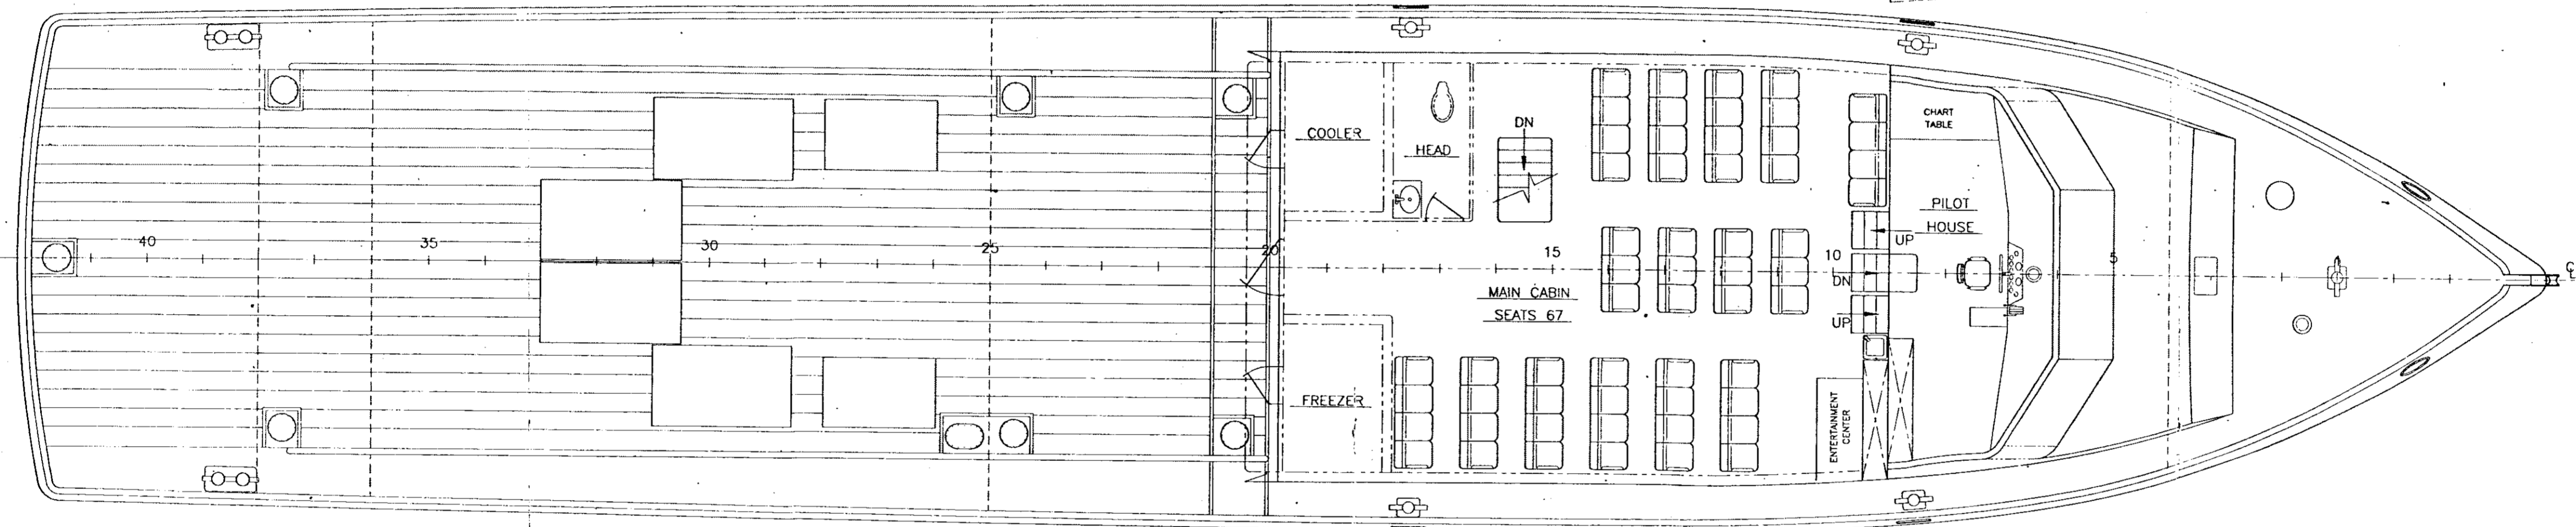 COOLER
HEAD
DN
CHART
TABLE
PILOT
HOUSE
UP
40
35
30
25
20
15
10
5
DN
MAIN CABIN
SEATS 67
UP
FREEZER
ENTERTAINMENT
CENTER
℄